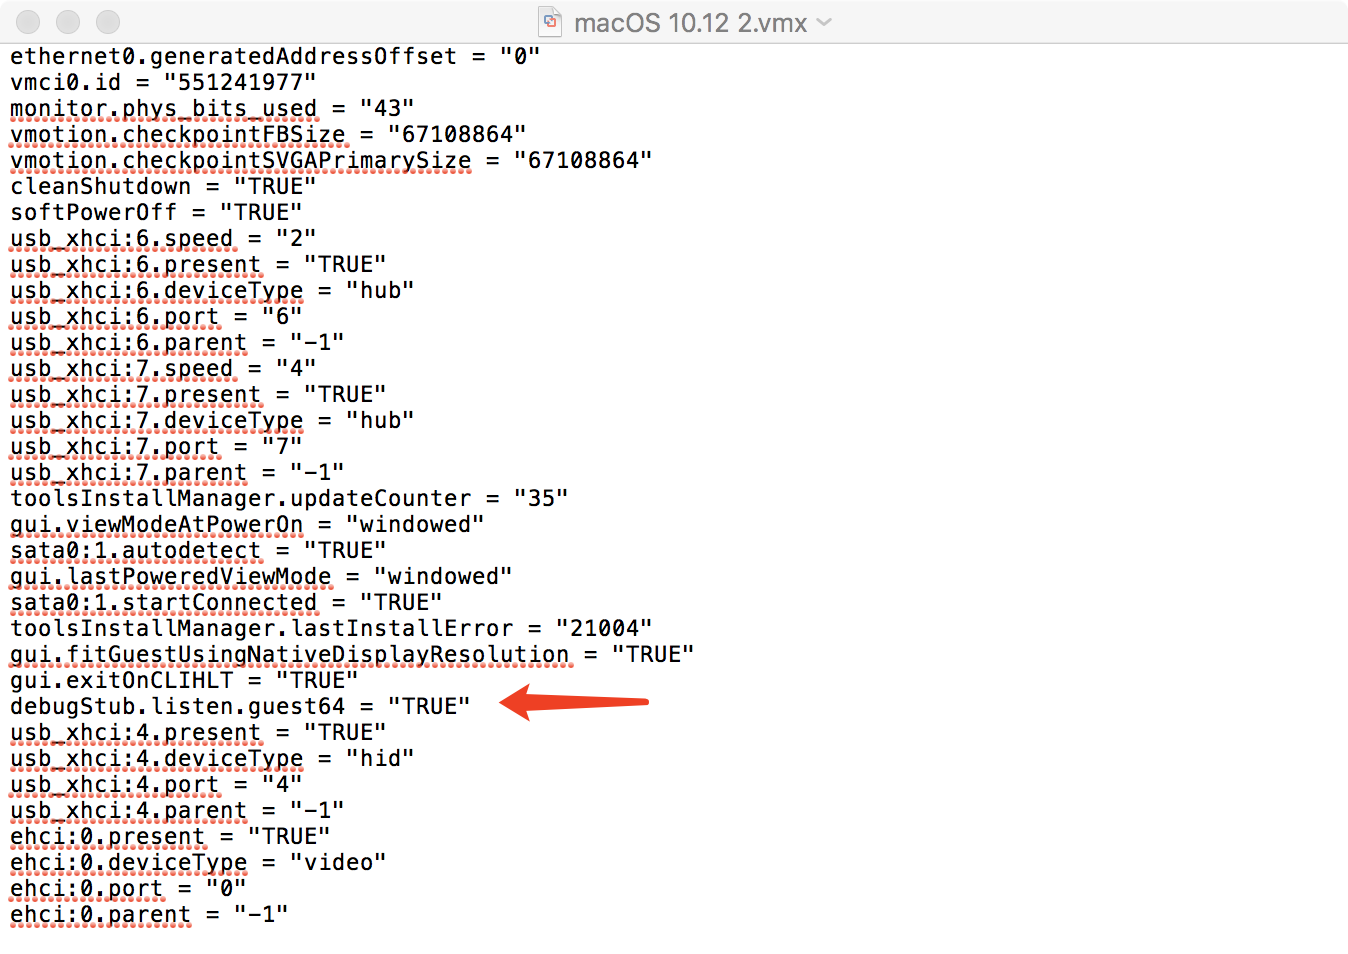 macOS 10.12 2.vmx
ethernet0.generatedAddressOffset = "0"
vmci0.id = "551241977"
monitor.phys_bits_used = "43"
vmotion.checkpointFBSize = "67108864"
vmotion.checkpointSVGAPrimarySize = "67108864"
cleanShutdown = "TRUE"
softPowerOff = "TRUE"
usb_xhci:6.speed = "2"
usb_xhci:6.present = "TRUE"
usb_xhci:6.deviceType = "hub"
usb_xhci:6.port = "6"
usb_xhci:6.parent = "-1"
usb_xhci:7.speed = "4"
usb_xhci:7.present = "TRUE"
usb_xhci:7.deviceType = "hub"
usb_xhci:7.port = "7"
usb_xhci:7.parent = "-1"
toolsInstallManager.updateCounter = "35"
gui.viewModeAtPowerOn = "windowed"
sata0:1.autodetect = "TRUE"
gui.lastPoweredViewMode = "windowed"
sata0:1.startConnected = "TRUE"
toolsInstallManager.lastInstallError = "21004"
gui.fitGuestUsingNativeDisplayResolution = "TRUE"
gui.exitOnCLIHLT = "TRUE"
debugStub.listen.guest64 = "TRUE"
usb_xhci:4.present = "TRUE"
usb_xhci:4.deviceType = "hid"
usb_xhci:4.port = "4"
usb_xhci:4.parent = "-1"
ehci:0.present = "TRUE"
ehci:0.deviceType = "video"
ehci:0.port = "0"
ehci:0.parent = "-1"